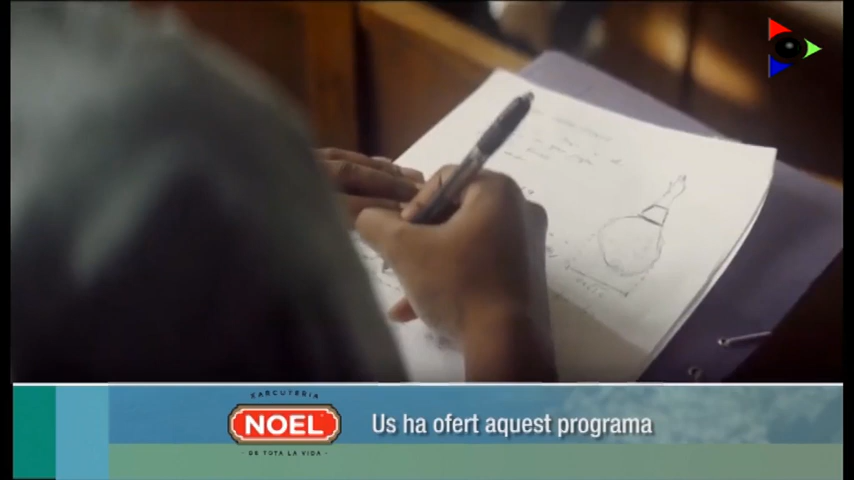 XARCUTERIA
NOEL
Us ha ofert aquest programa
· DE TOTA LA VIDA ·